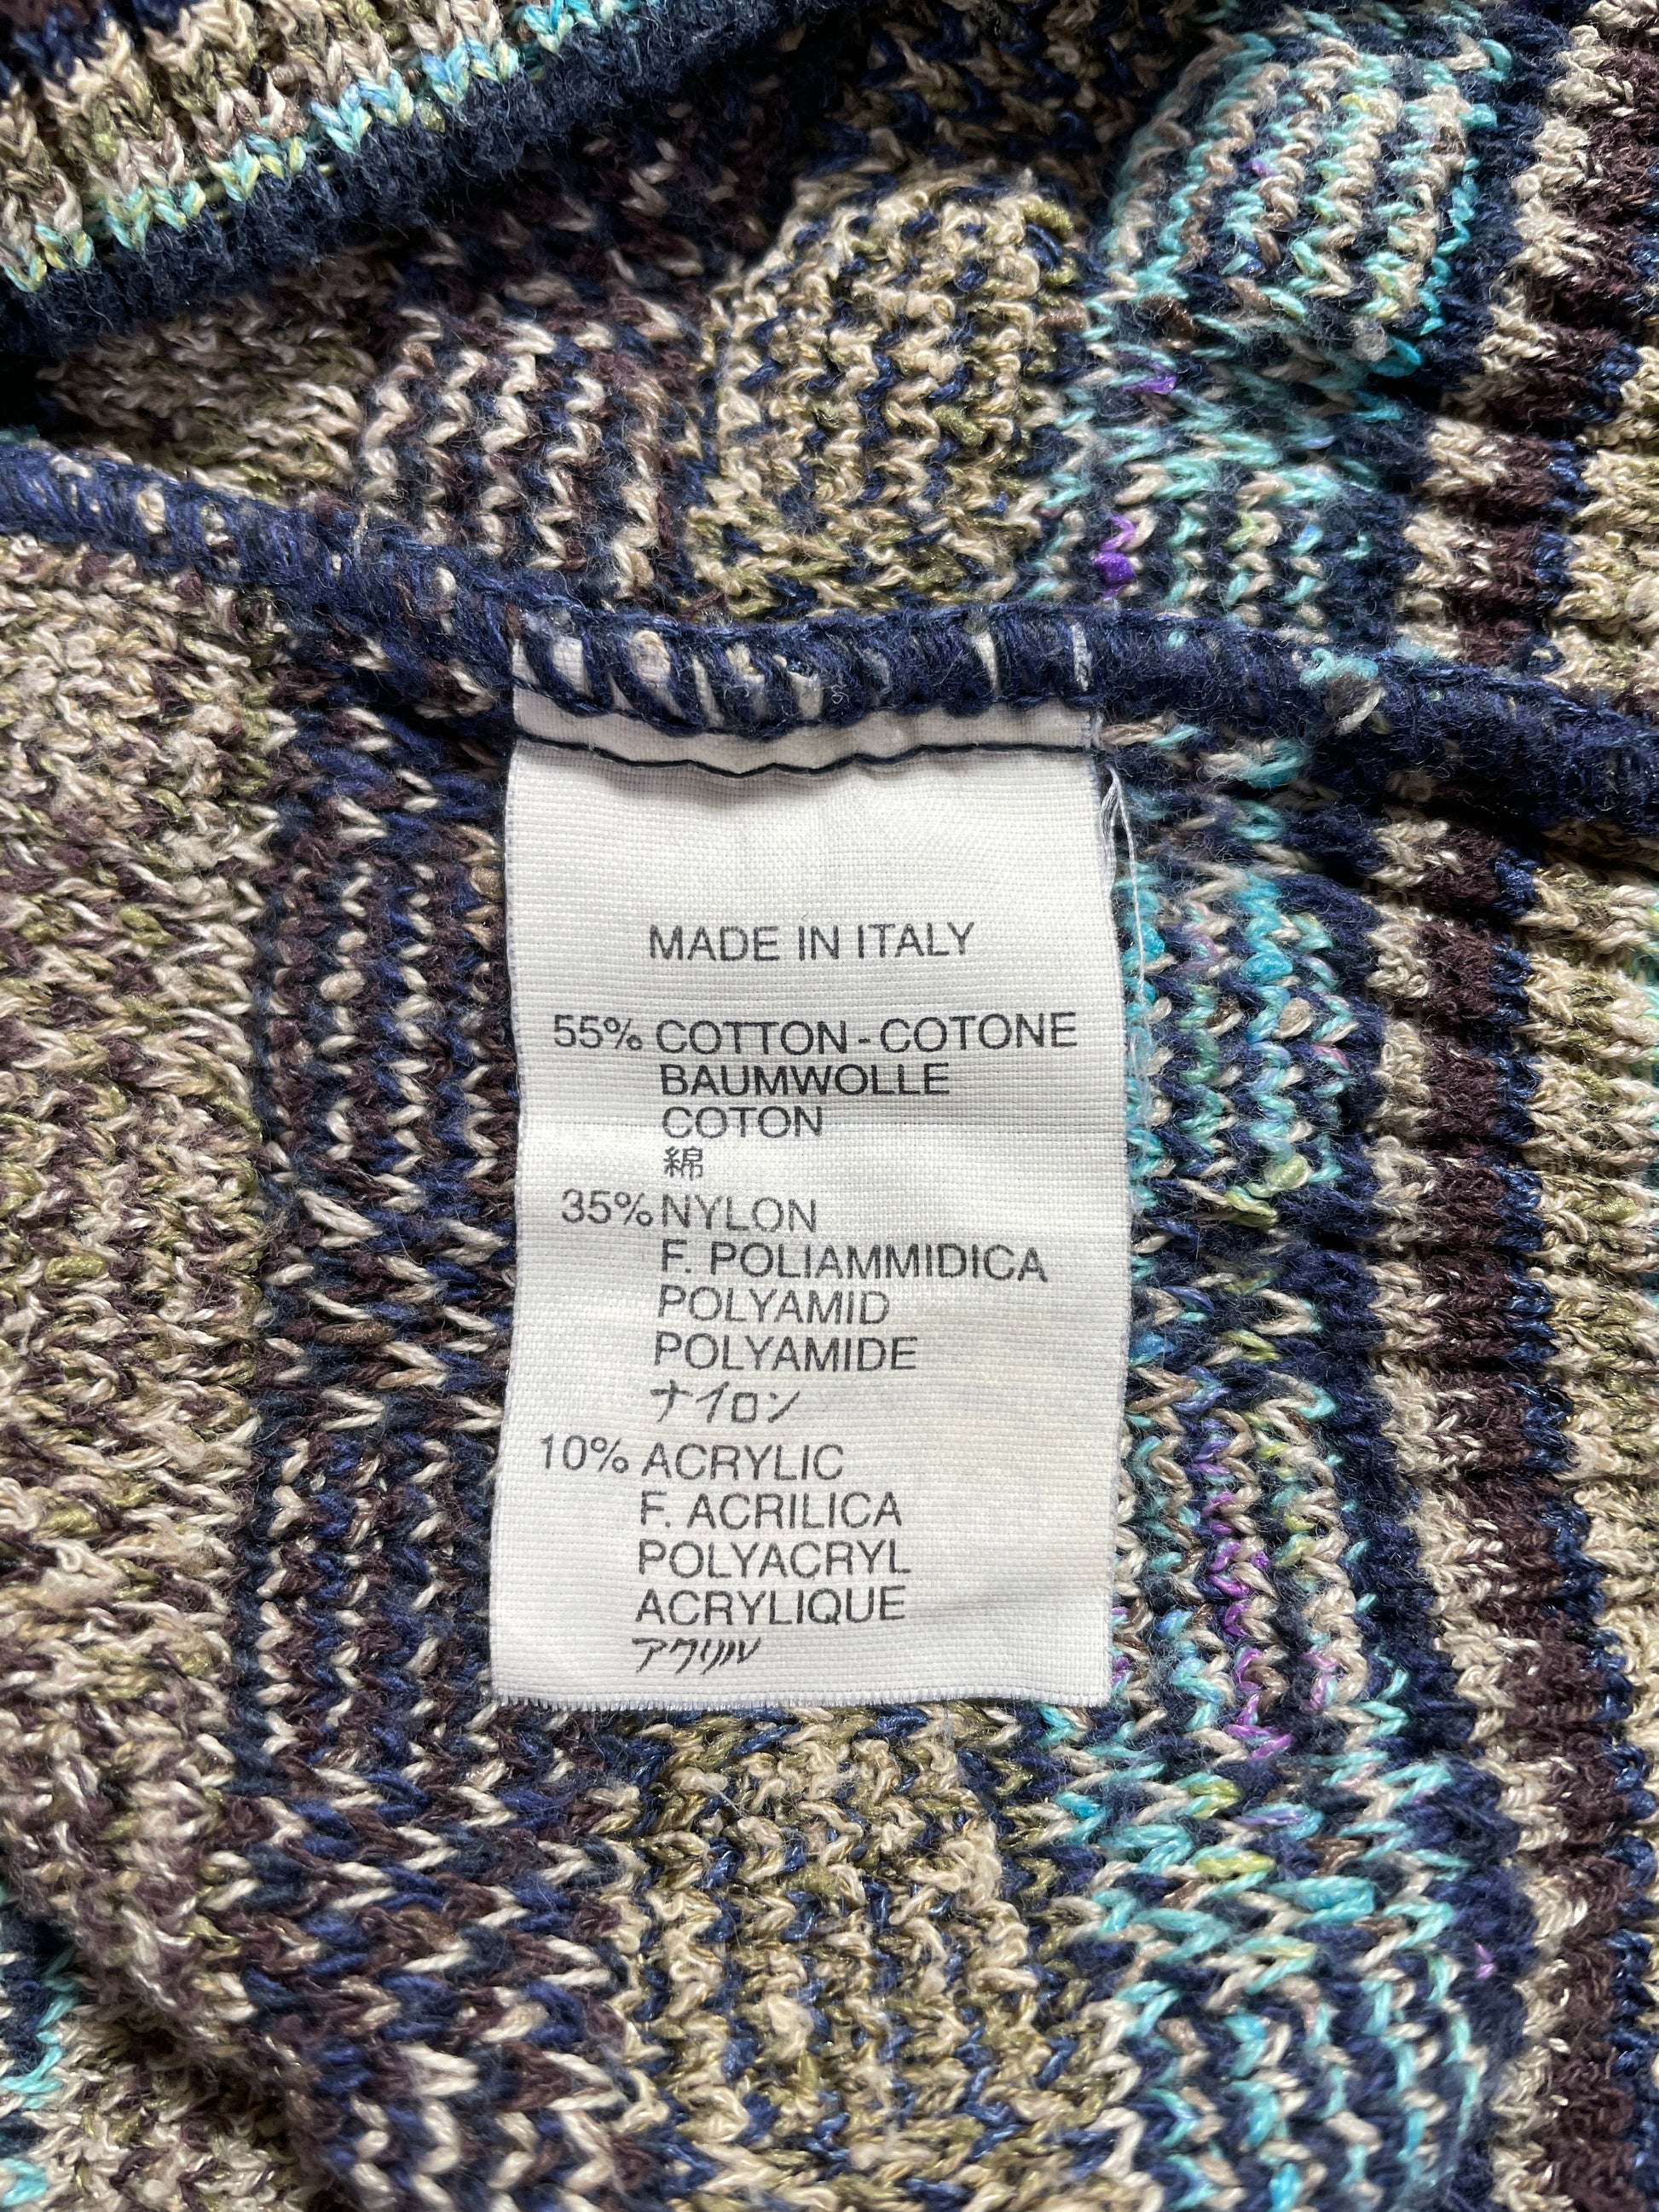 MADE IN ITALY
55% COTTON - COTONE
BAUMWOLLE
COTON
綿
35% NYLON
F. POLIAMMIDICA
POLYAMID
POLYAMIDE
ナイロン
10% ACRYLIC
F. ACRILICA
POLYACRYL
ACRYLIQUE
アクリル